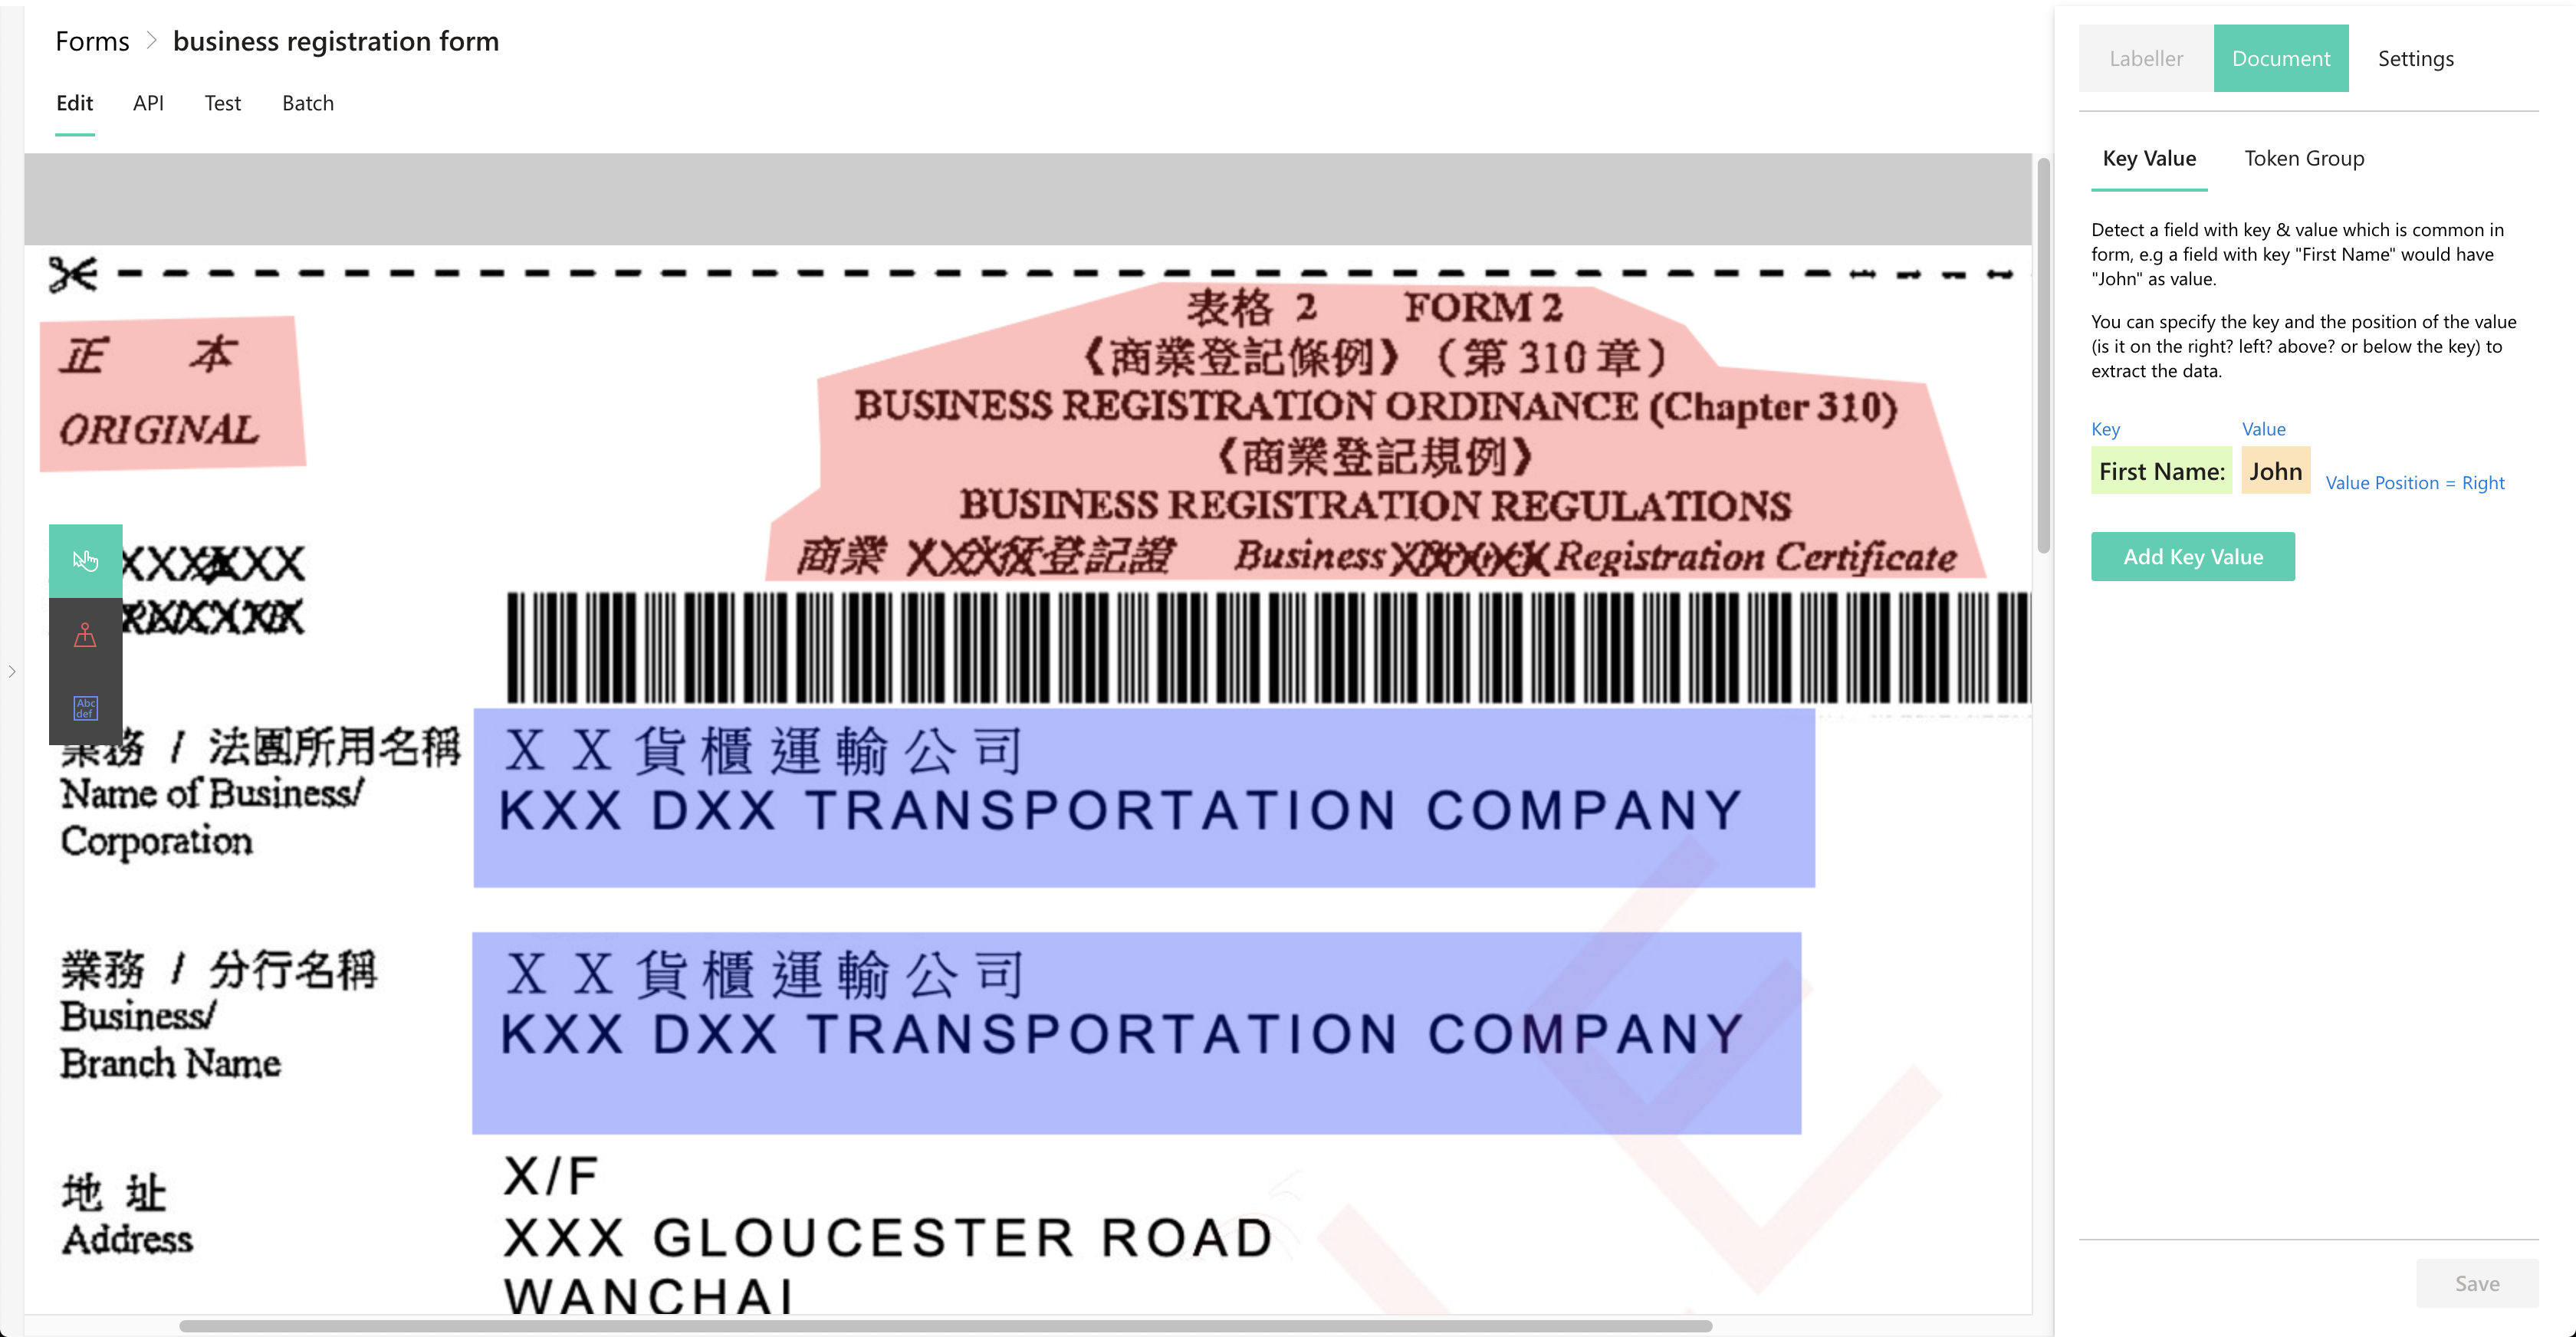 Forms > business registration form
Edit API Test Batch
Labeller Document Settings
Key Value Token Group
Detect a field with key & value which is common in
form, e.g a field with key "First Name" would have
"John" as value.
You can specify the key and the position of the value
(is it on the right? left? above? or below the key) to
extract the data.
Key Value
First Name: John Value Position = Right
Add Key Value
Save
正 本
ORIGINAL
表格 2 FORM 2
《商業登記條例》（第 310 章）
BUSINESS REGISTRATION ORDINANCE (Chapter 310)
《商業登記規例》
BUSINESS REGISTRATION REGULATIONS
商業 登記證 Business Registration Certificate
Abc
def
業務 / 法團所用名稱
Name of Business/
Corporation
X X 貨櫃運輸公司
KXX DXX TRANSPORTATION COMPANY
業務 / 分行名稱
Business/
Branch Name
X X 貨櫃運輸公司
KXX DXX TRANSPORTATION COMPANY
地 址
Address
X/F
XXX GLOUCESTER ROAD
WANCHAI